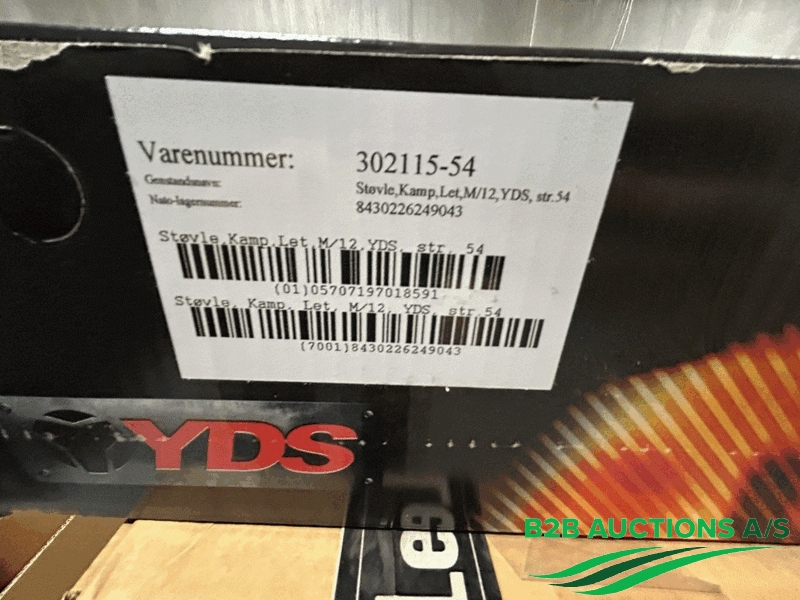 Varenummer: 302115-54
Genstandsnavn: Støvle,Kamp,Let,M/12,YDS, str.54
Nato-lagernummer: 8430226249043
Støvle,Kamp,Let,M/12,YDS, str. 54
(01)05707197018591
Støvle, Kamp, Let, M/12, YDS, str.54
(7001)8430226249043
YDS
Le
B2B AUCTIONS A/S